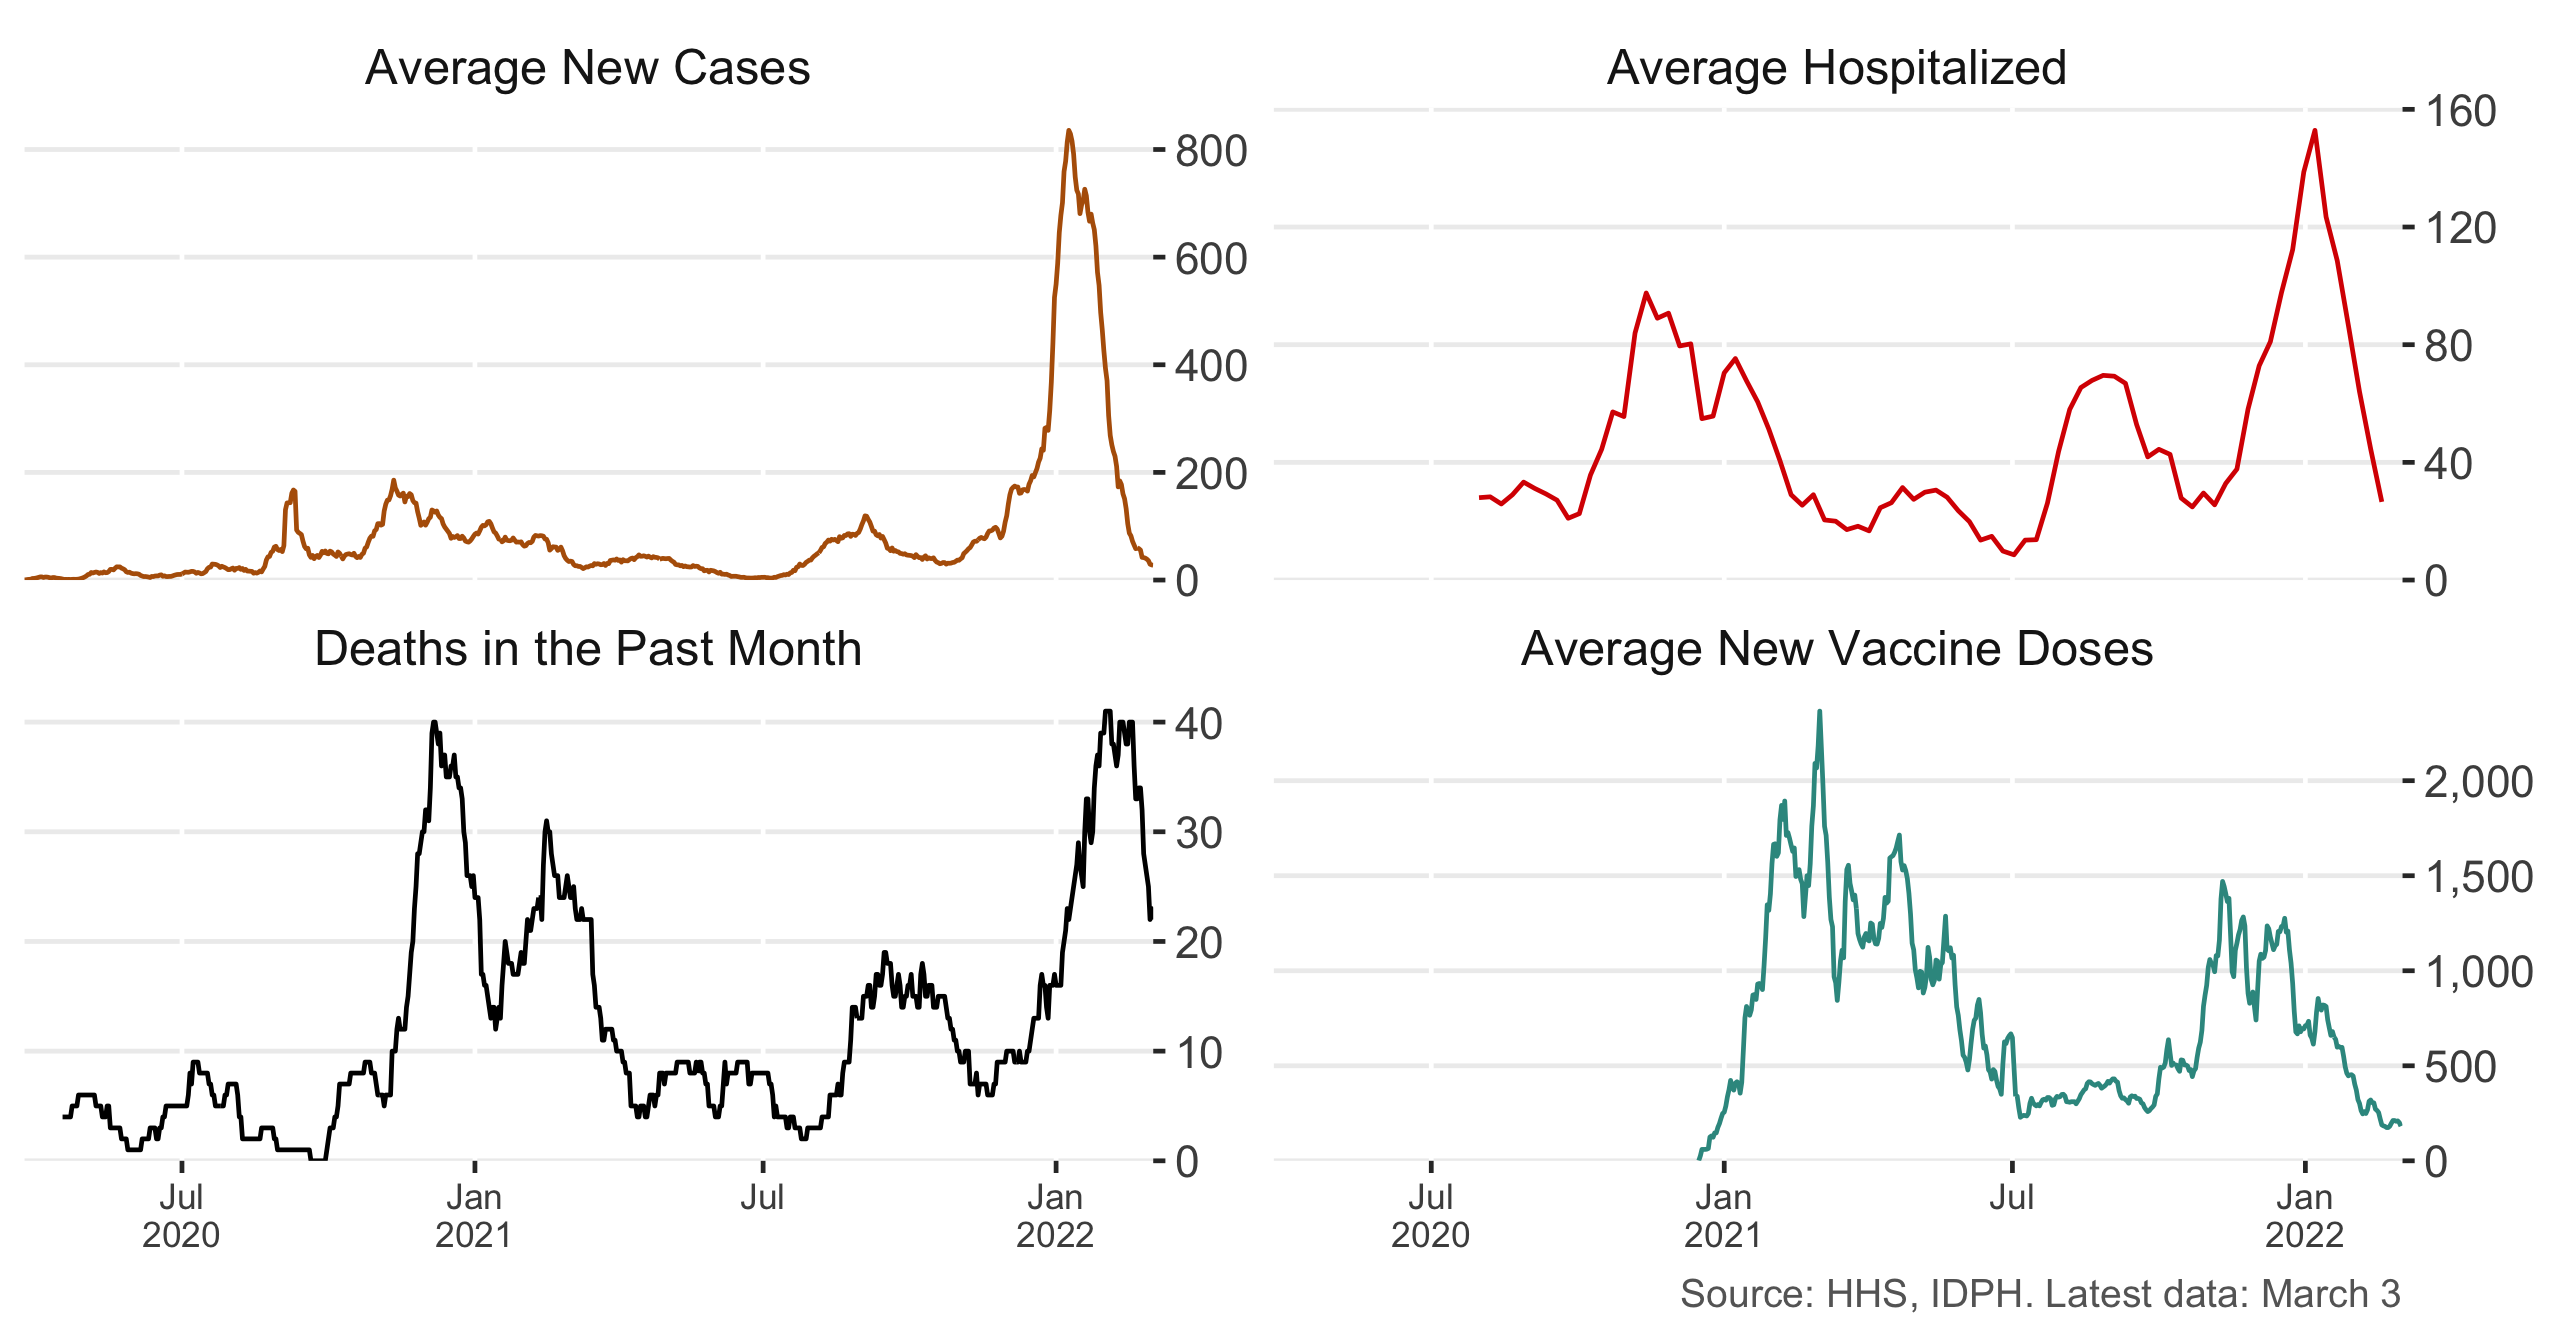 Average New Cases
800
600
400
200
0
Average Hospitalized
160
120
80
40
0
Deaths in the Past Month
40
30
20
10
0
Jul
2020
Jan
2021
Jul
Jan
2022
Average New Vaccine Doses
2,000
1,500
1,000
500
0
Jul
2020
Jan
2021
Jul
Jan
2022
Source: HHS, IDPH. Latest data: March 3